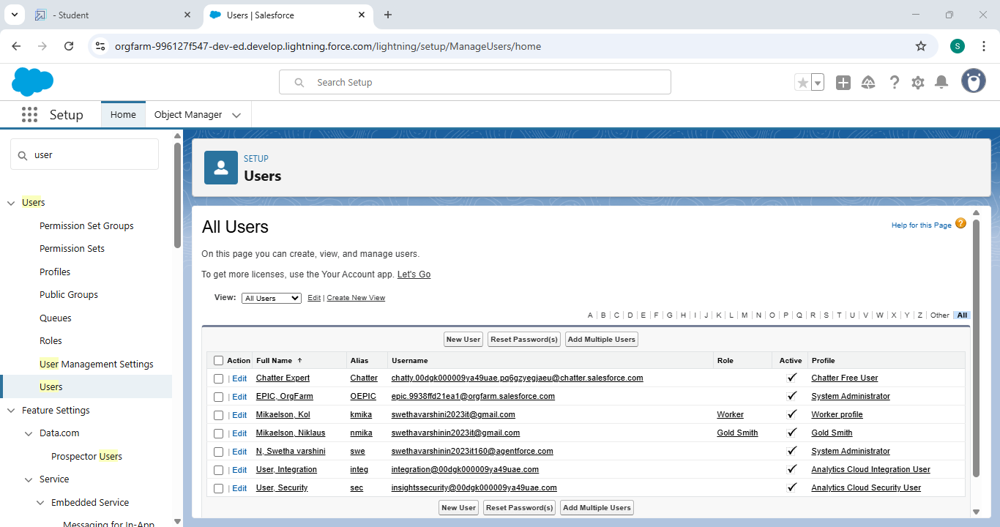 - Student
Users | Salesforce
orgfarm-996127f547-dev-ed.develop.lightning.force.com/lightning/setup/ManageUsers/home
S
Search Setup
Setup
Home
Object Manager
user
Users
Permission Set Groups
Permission Sets
Profiles
Public Groups
Queues
Roles
User Management Settings
Users
Feature Settings
Data.com
Prospector Users
Service
Embedded Service
Messaging for In-App
SETUP
Users
All Users
Help for this Page ?
On this page you can create, view, and manage users.
To get more licenses, use the Your Account app. Let's Go
View: All Users Edit | Create New View
A | B | C | D | E | F | G | H | I | J | K | L | M | N | O | P | Q | R | S | T | U | V | W | X | Y | Z | Other | All
New User Reset Password(s) Add Multiple Users
Action Full Name ↑ Alias Username Role Active Profile
| Edit Chatter Expert Chatter chatty.00dgk000009ya49uae.pq6gzyegjaeu@chatter.salesforce.com ✓ Chatter Free User
| Edit EPIC, OrgFarm OEPIC epic.9938ffd21ea1@orgfarm.salesforce.com ✓ System Administrator
| Edit Mikaelson, Kol kmika swethavarshini2023it@gmail.com Worker ✓ Worker profile
| Edit Mikaelson, Niklaus nmika swethavarshinin2023it@gmail.com Gold Smith ✓ Gold Smith
| Edit N, Swetha varshini swe swethavarshinin2023it160@agentforce.com ✓ System Administrator
| Edit User, Integration integ integration@00dgk000009ya49uae.com ✓ Analytics Cloud Integration User
| Edit User, Security sec insightssecurity@00dgk000009ya49uae.com ✓ Analytics Cloud Security User
New User Reset Password(s) Add Multiple Users